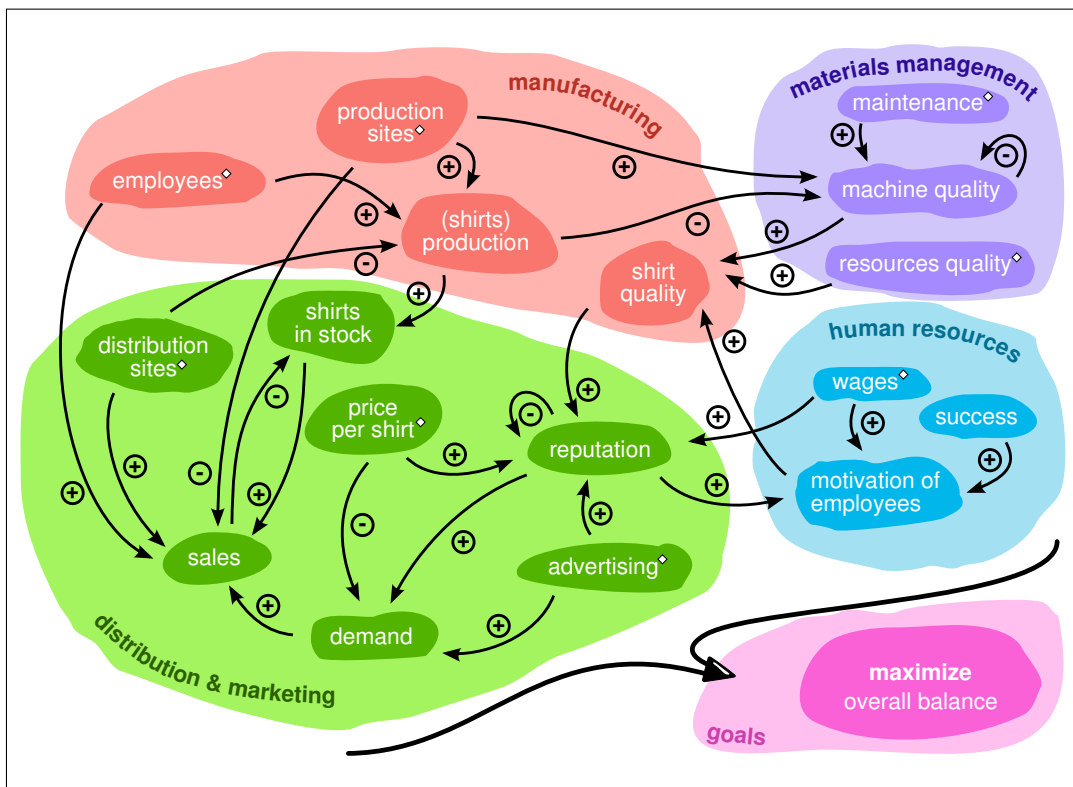 manufacturing
production
sites
employees
(shirts)
production
shirt
quality
materials management
maintenance
machine quality
resources quality
human resources
wages
success
motivation of
employees
shirts
in stock
distribution
sites
price
per shirt
reputation
sales
advertising
demand
distribution & marketing
maximize
overall balance
goals
+
+
+
-
+
-
+
-
+
+
+
+
-
-
+
+
-
+
+
+
+
+
+
-
+
+
+
+
+